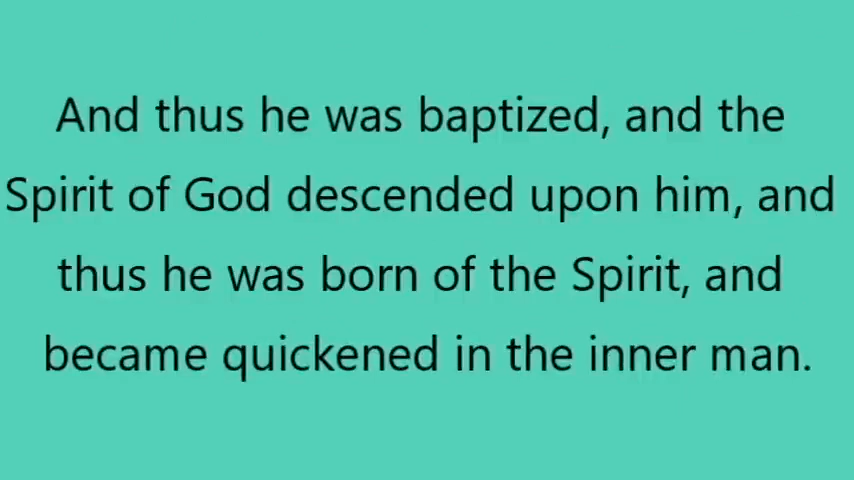 And thus he was baptized, and the
Spirit of God descended upon him, and
thus he was born of the Spirit, and
became quickened in the inner man.